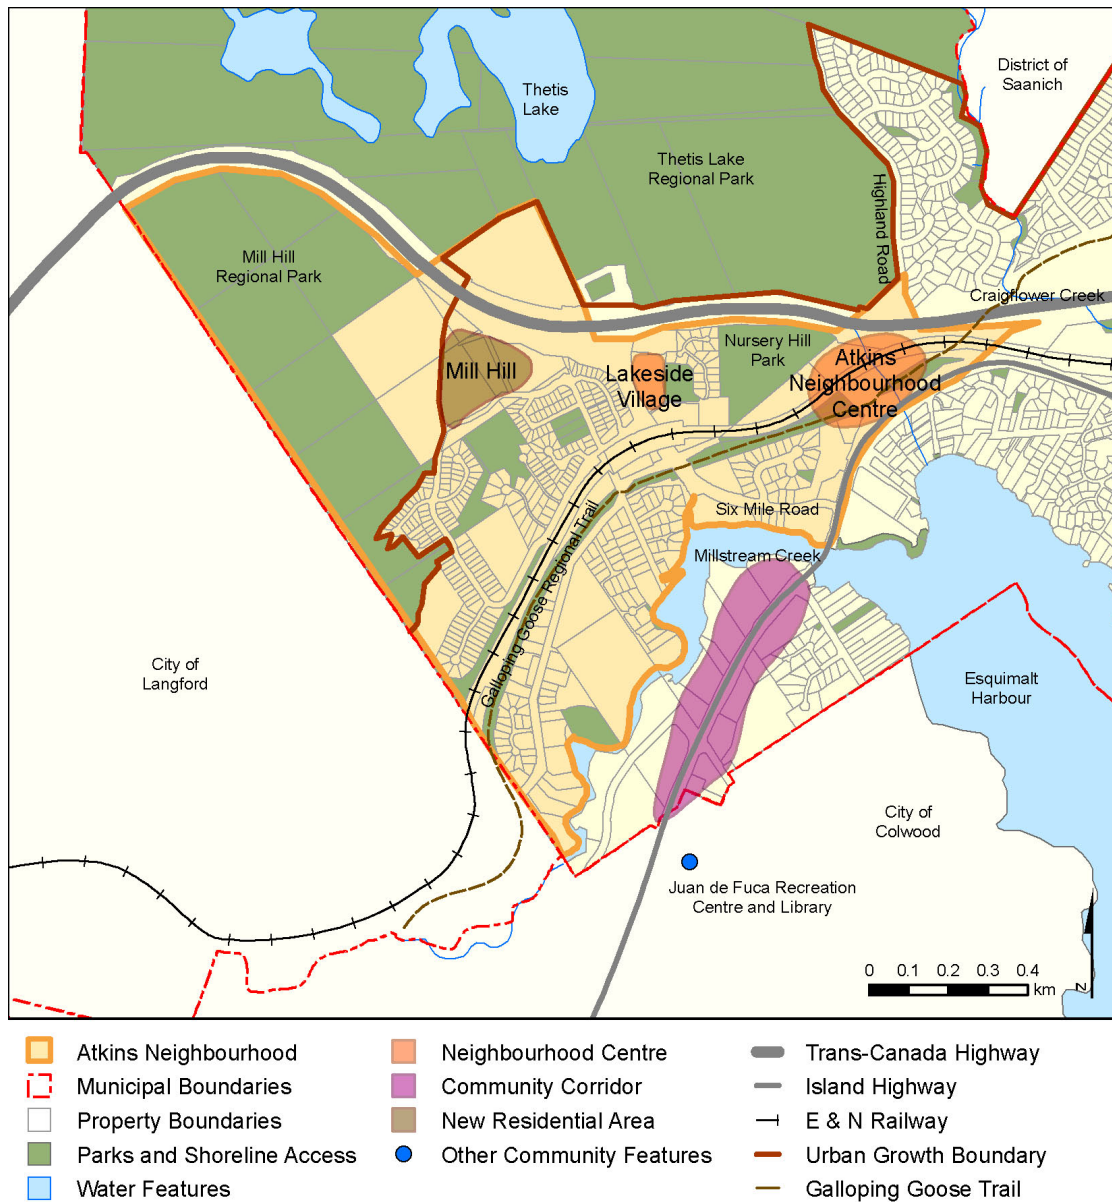 Thetis
Lake
District of
Saanich
Thetis Lake
Regional Park
Highland Road
Mill Hill
Regional Park
Craigflower Creek
Nursery Hill
Park
Atkins
Neighbourhood
Centre
Mill Hill
Lakeside
Village
Six Mile Road
Galloping Goose Regional Trail
Millstream Creek
City of
Langford
Esquimalt
Harbour
City of
Colwood
Juan de Fuca Recreation
Centre and Library
0 0.1 0.2 0.3 0.4
km
N
Atkins Neighbourhood
Municipal Boundaries
Property Boundaries
Parks and Shoreline Access
Water Features
Neighbourhood Centre
Community Corridor
New Residential Area
Other Community Features
Trans-Canada Highway
Island Highway
E & N Railway
Urban Growth Boundary
Galloping Goose Trail